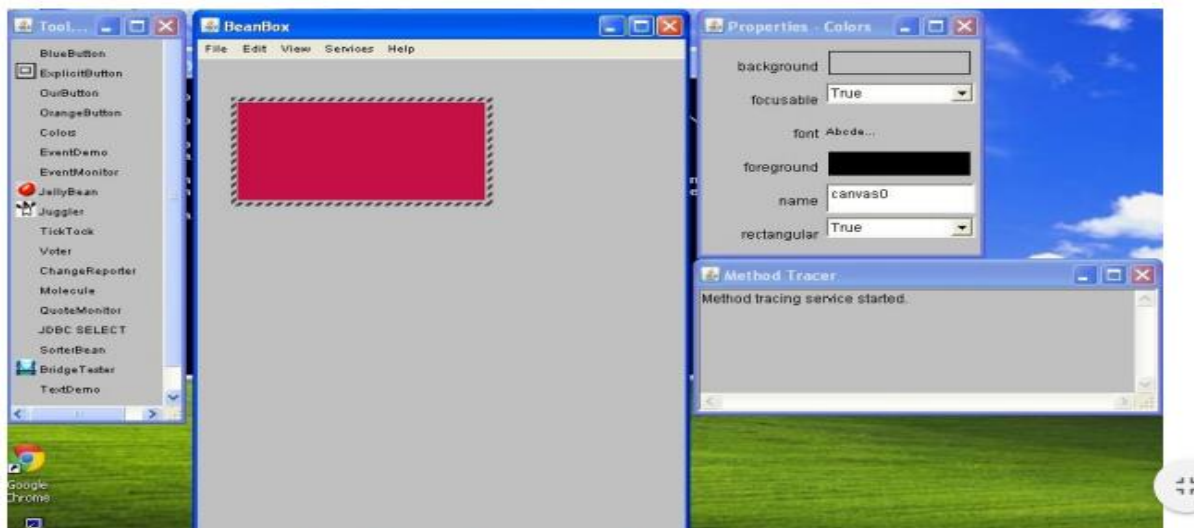 Tool...
BlueButton
ExplicitButton
OurButton
OrangeButton
Colors
EventDemo
EventMonitor
JellyBean
Juggler
TickTock
Voter
ChangeReporter
Molecule
QuoteMonitor
JDBC SELECT
SorterBean
BridgeTester
TextDemo
BeanBox
File Edit View Services Help
Properties - Colors
background
focusable True
font Abcde...
foreground
name canvas0
rectangular True
Method Tracer
Method tracing service started.
Google
Chrome